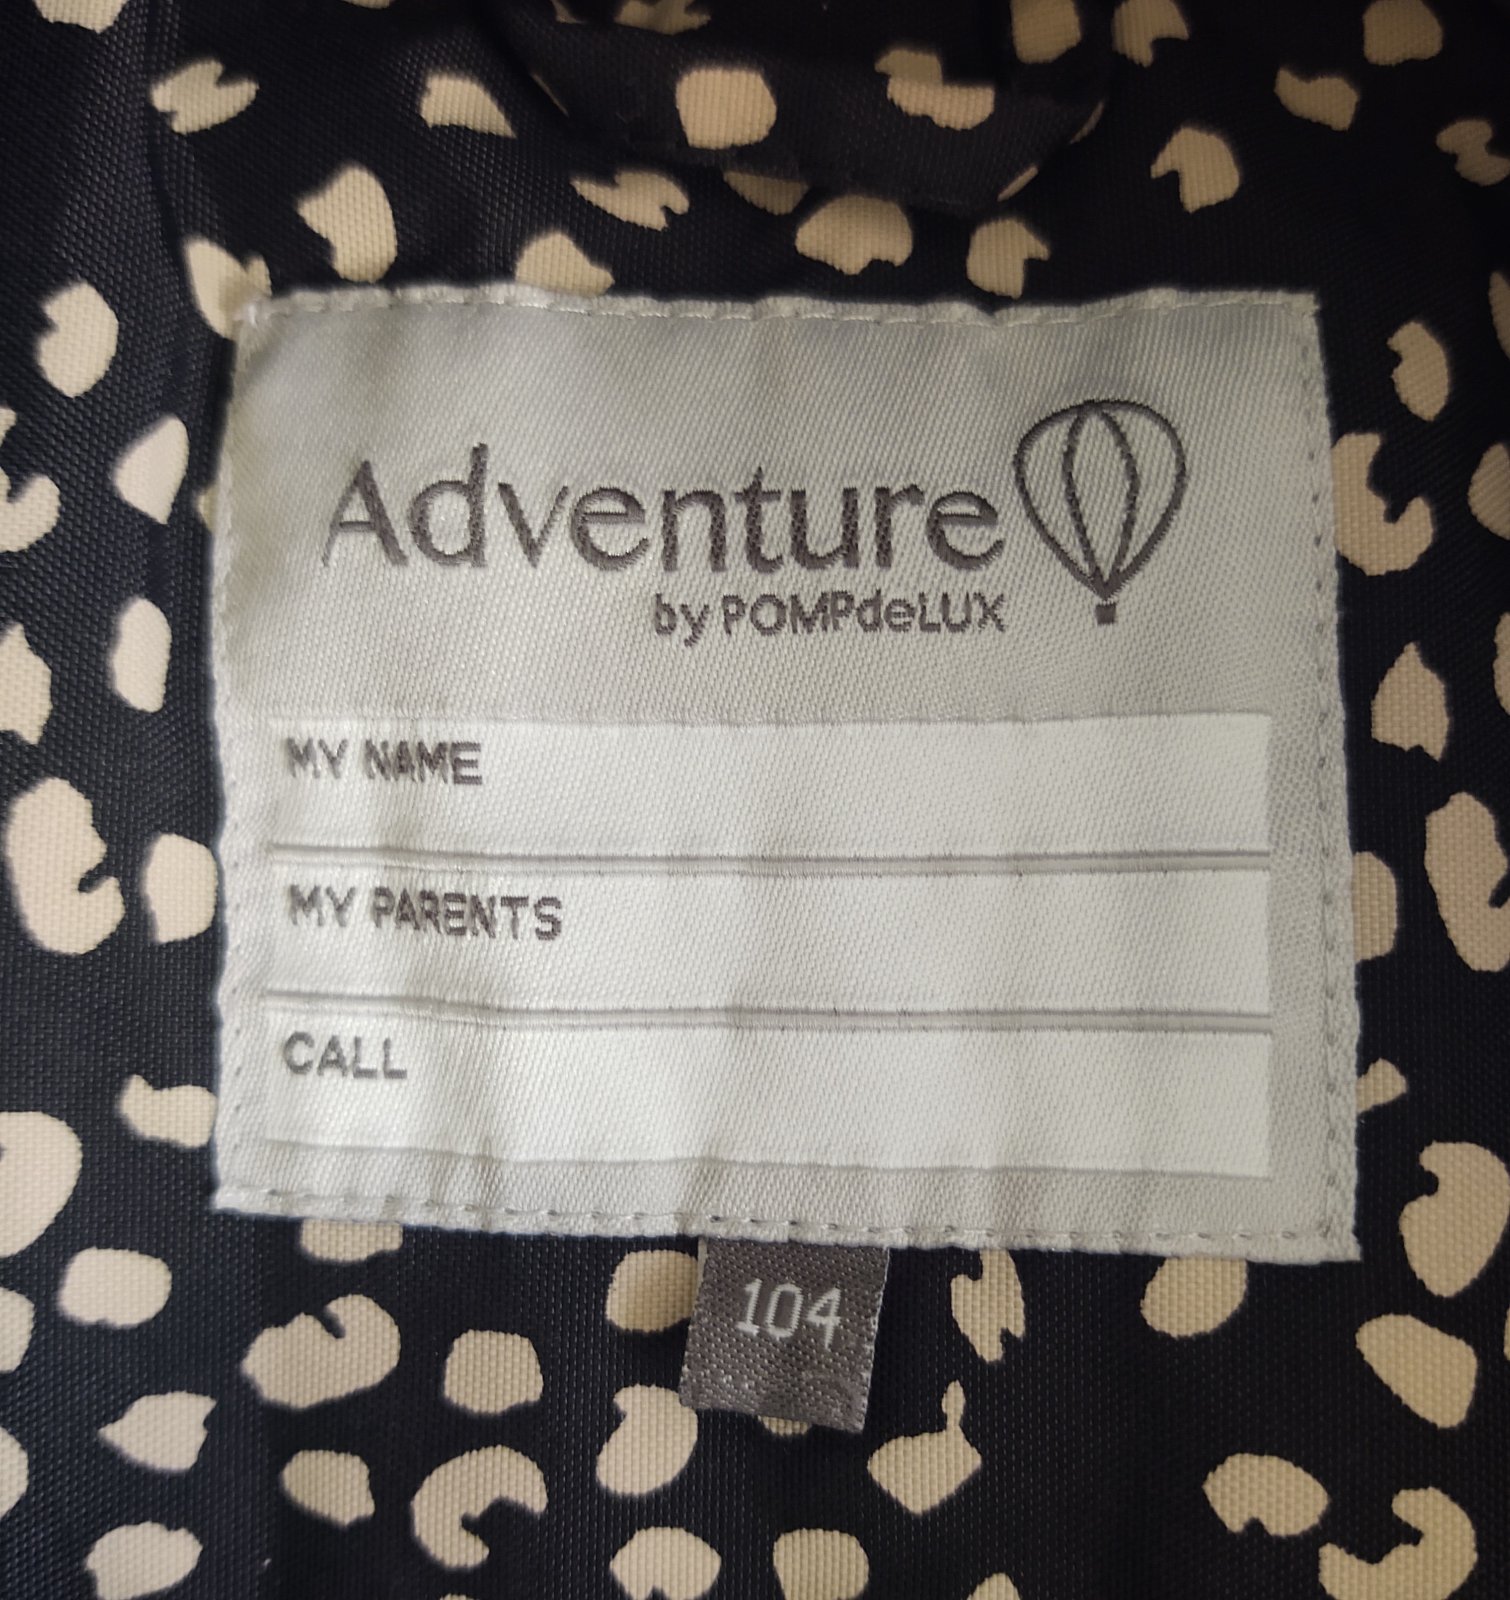 Adventure
by POMPdeLUX
MY NAME
MY PARENTS
CALL
104